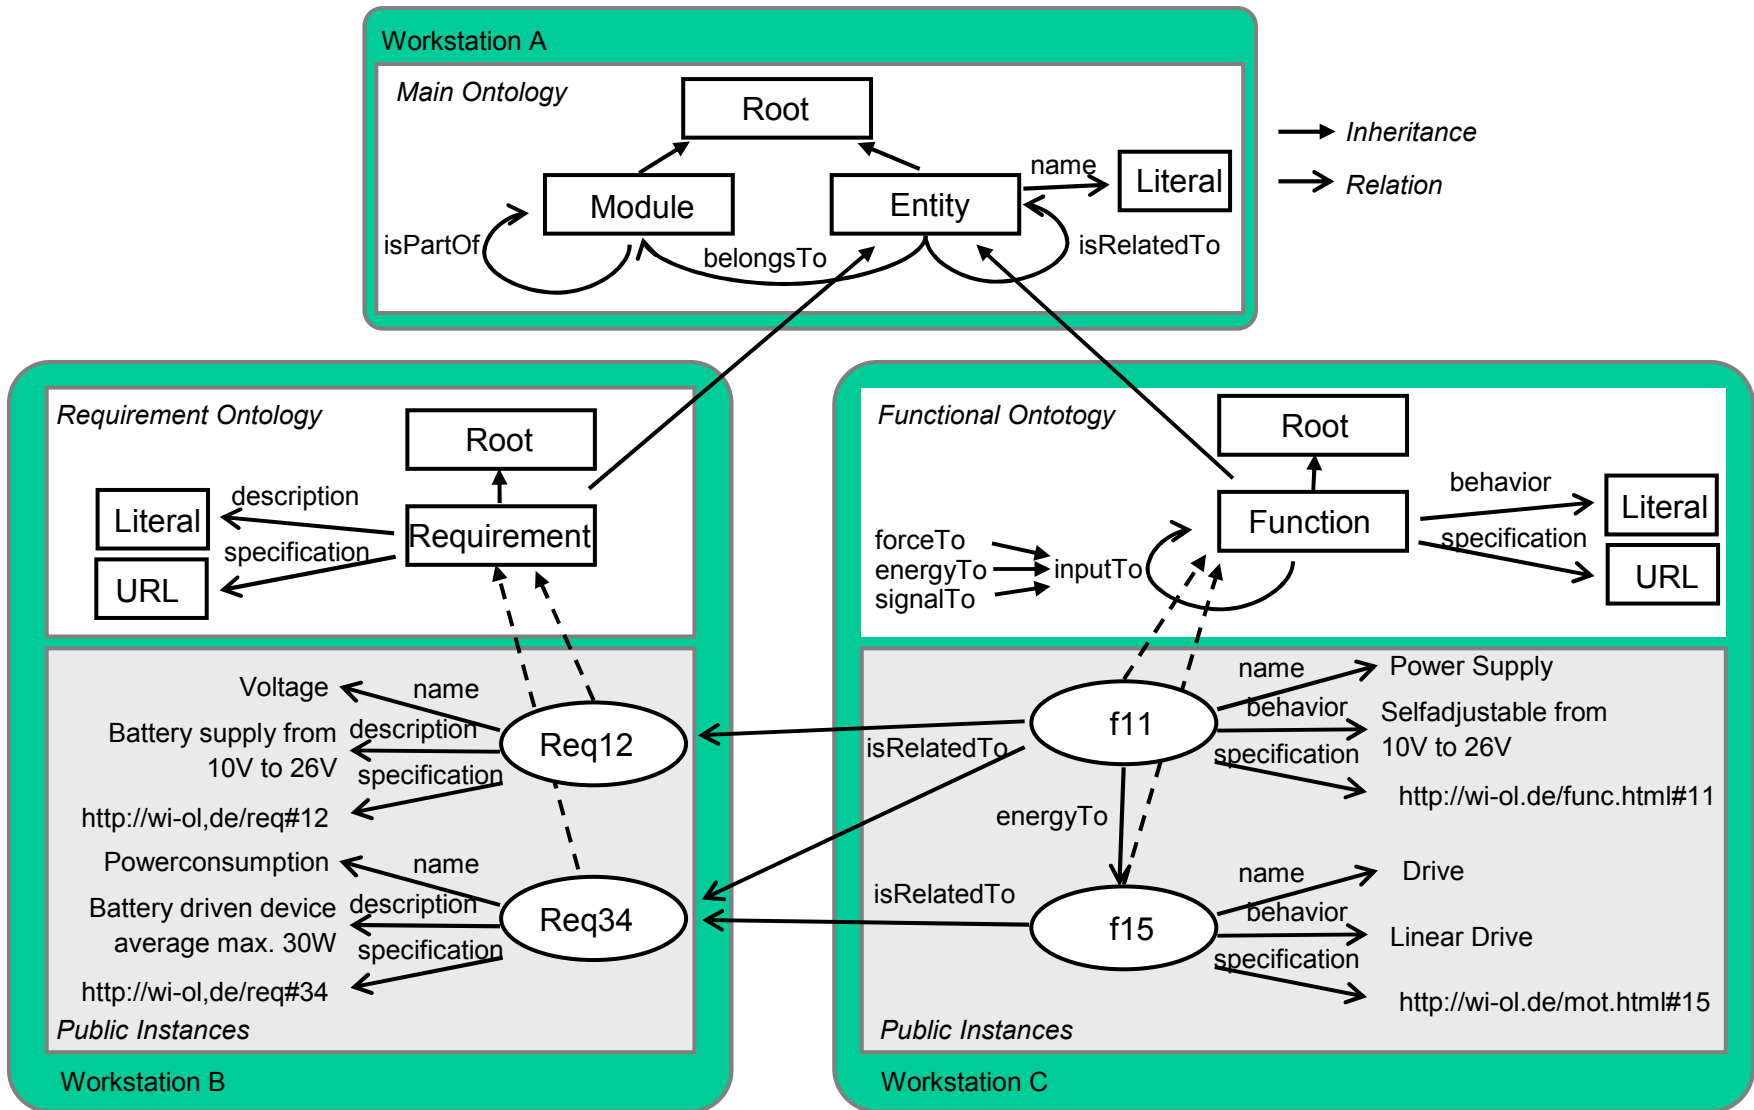 Workstation A
Main Ontology
Root
Inheritance
Relation
name
Literal
Module
Entity
isPartOf
belongsTo
isRelatedTo
Requirement Ontology
Root
description
Literal
Requirement
specification
URL
Functional Ontotogy
Root
behavior
Literal
Function
specification
forceTo
energyTo
inputTo
signalTo
URL
Voltage
name
Battery supply from
10V to 26V
description
Req12
specification
http://wi-ol,de/req#12
Powerconsumption
name
Battery driven device
average max. 30W
description
Req34
specification
http://wi-ol,de/req#34
Public Instances
Workstation B
isRelatedTo
isRelatedTo
f11
name
Power Supply
behavior
Selfadjustable from
10V to 26V
specification
http://wi-ol.de/func.html#11
energyTo
f15
name
Drive
behavior
Linear Drive
specification
http://wi-ol.de/mot.html#15
Public Instances
Workstation C